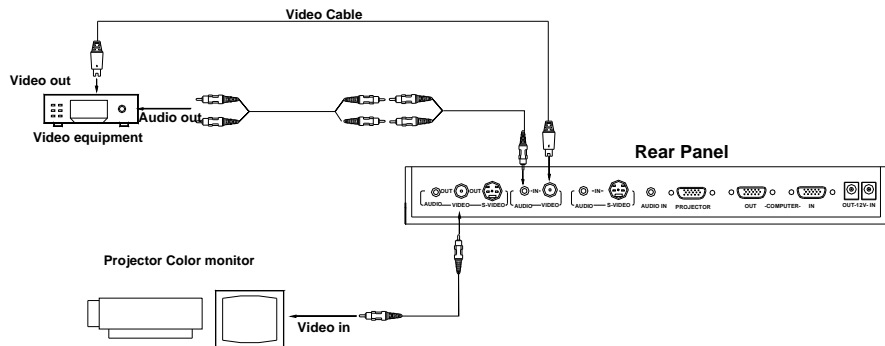 Video Cable
Video out
Audio out
Video equipment
Rear Panel
OUT OUT -IN- -IN-
AUDIO VIDEO S-VIDEO AUDIO VIDEO AUDIO S-VIDEO AUDIO IN PROJECTOR OUT -COMPUTER- IN OUT-12V- IN
Projector Color monitor
Video in